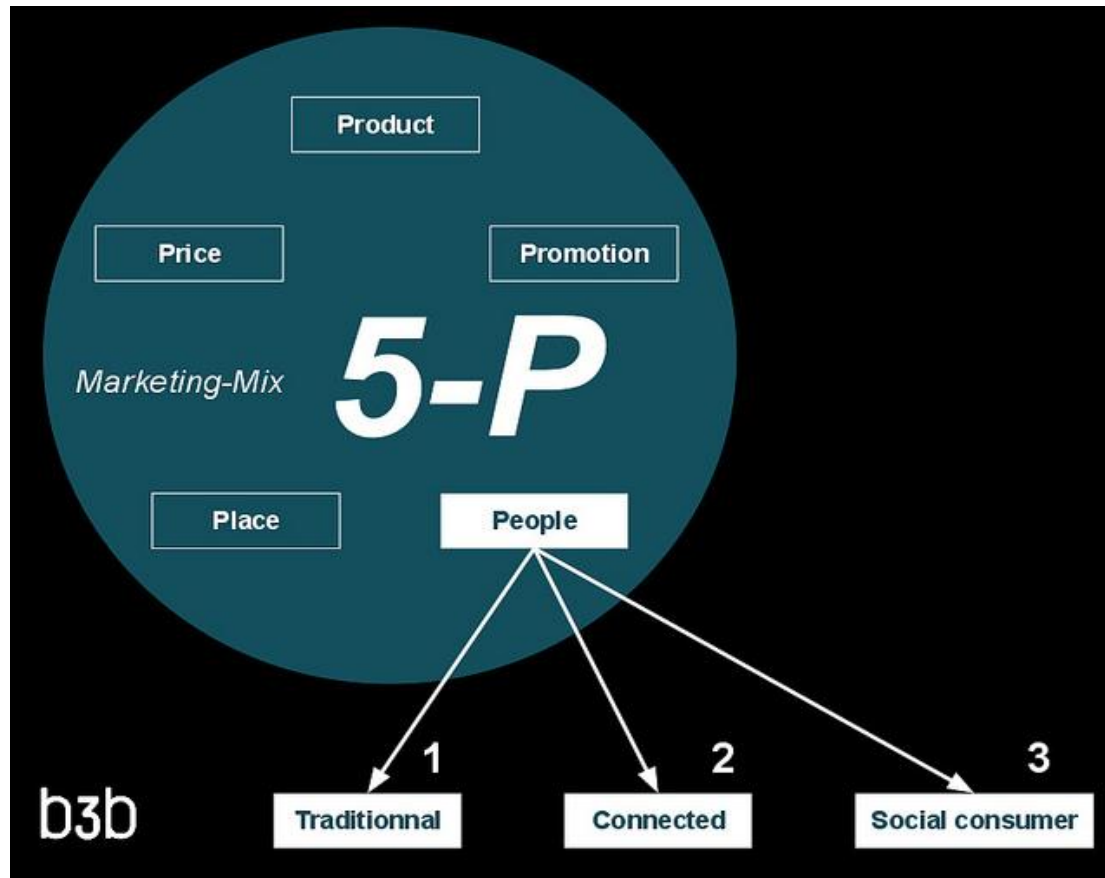 Product
Price
Promotion
Marketing-Mix
5-P
Place
People
1
2
3
b3b
Traditionnal
Connected
Social consumer